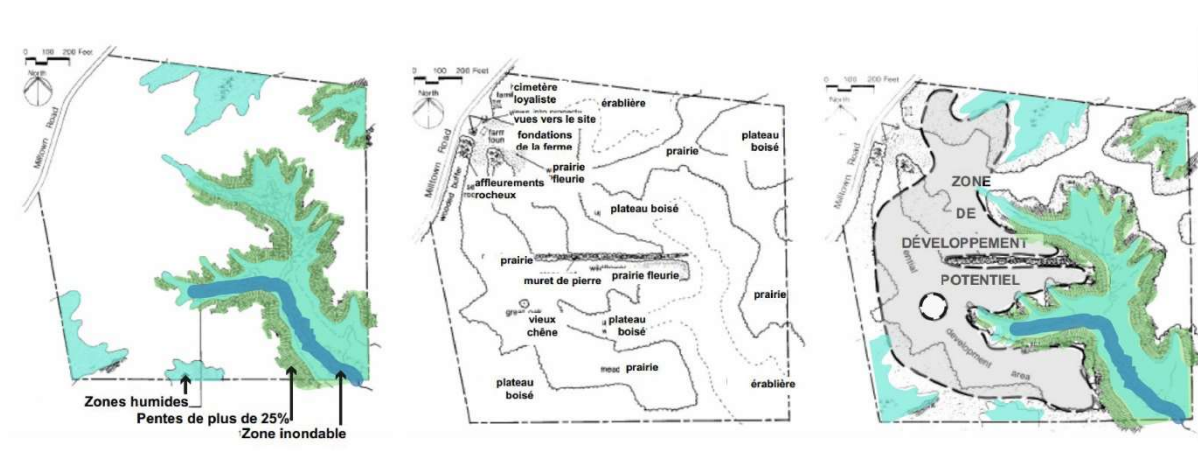 0 100 200 Feet
North
Milltown Road
Zones humides
Pentes de plus de 25%
Zone inondable
0 100 200 Feet
North
Milltown Road
cimetère
loyaliste
érablière
vues vers le site
fondations
de la ferme
plateau
boisé
prairie
prairie
fleurie
affleurements
rocheux
wooded buffer
plateau boisé
prairie
muret de pierre
prairie fleurie
prairie
vieux
chêne
plateau
boisé
prairie
plateau
boisé
érablière
0 100 200 Feet
North
Milltown Road
ZONE
DE
DÉVELOPPEMENT
POTENTIEL
potential
development area